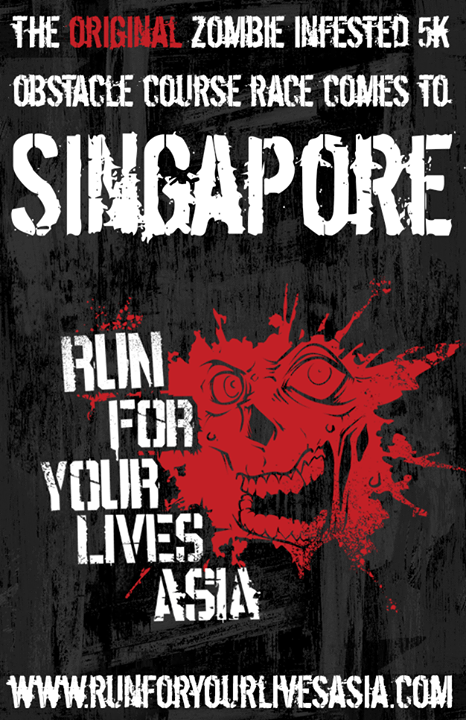 THE ORIGINAL ZOMBIE INFESTED 5K
OBSTACLE COURSE RACE COMES TO
SINGAPORE
RUN
FOR
YOUR
LIVES
ASIA
WWW.RUNFORYOURLIVESASIA.COM